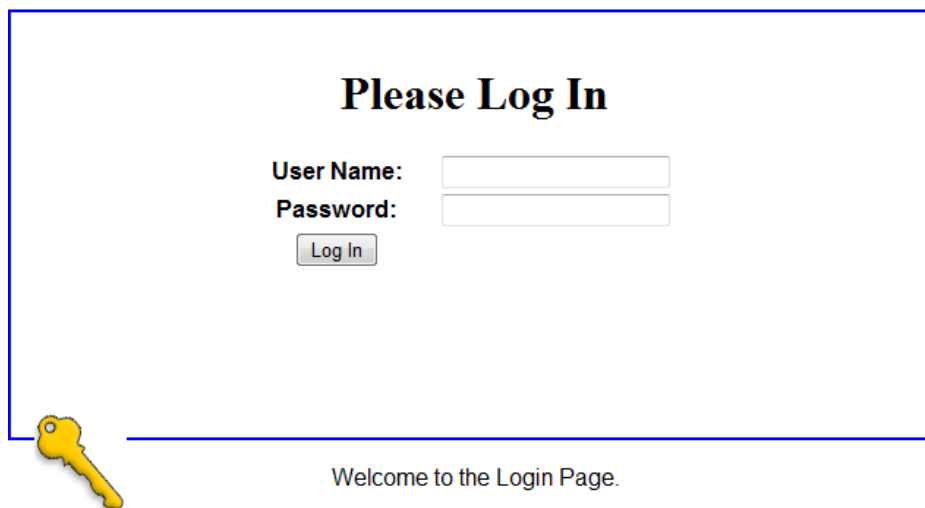 Please Log In
User Name:
Password:
Log In
Welcome to the Login Page.